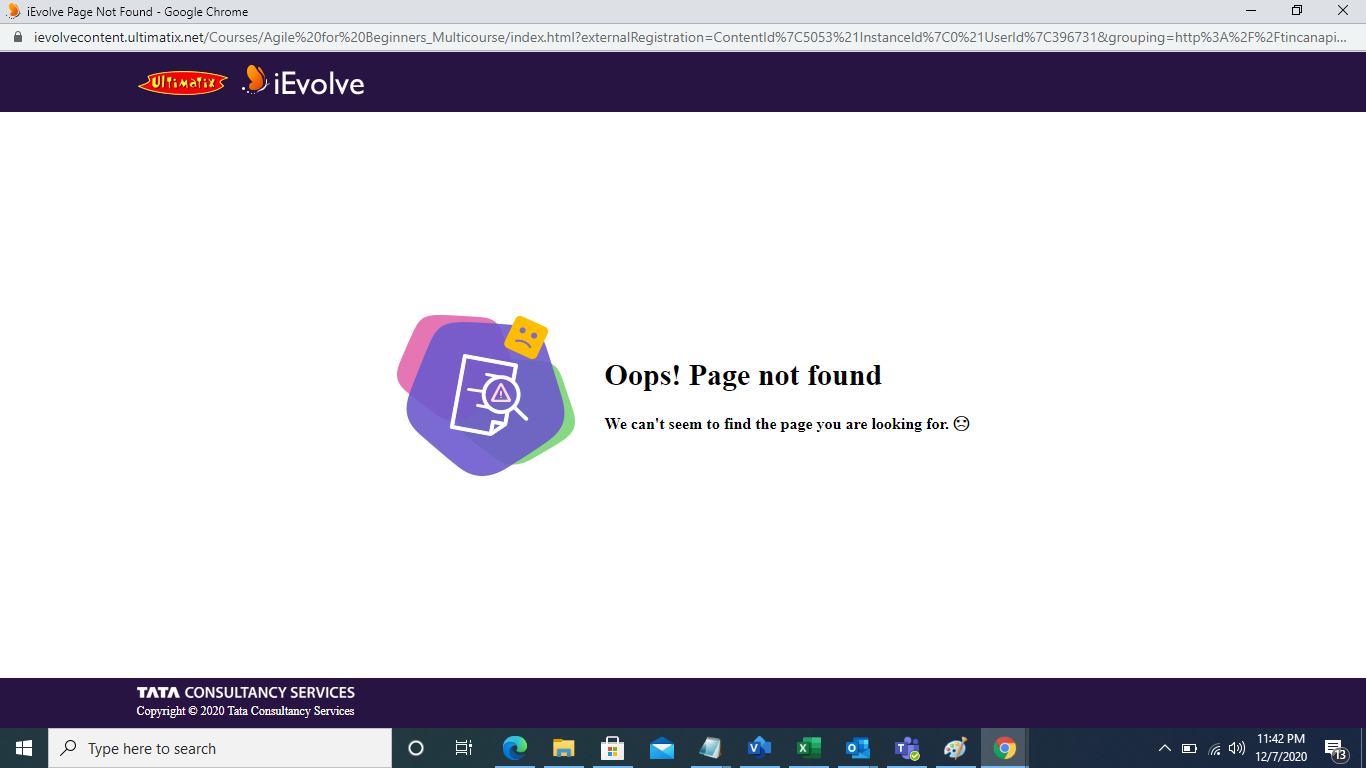 iEvolve Page Not Found - Google Chrome
ievolvecontent.ultimatix.net/Courses/Agile%20for%20Beginners_Multicourse/index.html?externalRegistration=ContentId%7C5053%21InstanceId%7C0%21UserId%7C396731&grouping=http%3A%2F%2Ftincanapi...
Ultimatix iEvolve
Oops! Page not found
We can't seem to find the page you are looking for. 😞
TATA CONSULTANCY SERVICES
Copyright © 2020 Tata Consultancy Services
Type here to search
11:42 PM
12/7/2020
13